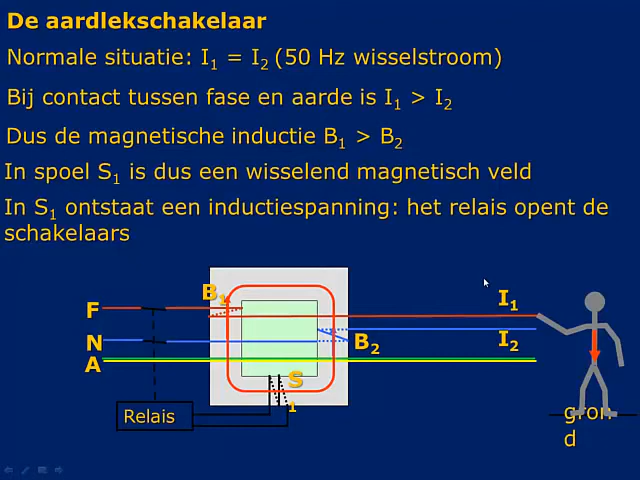 De aardlekschakelaar
Normale situatie: I1 = I2 (50 Hz wisselstroom)
Bij contact tussen fase en aarde is I1 > I2
Dus de magnetische inductie B1 > B2
In spoel S1 is dus een wisselend magnetisch veld
In S1 ontstaat een inductiespanning: het relais opent de
schakelaars
B1
I1
F
N
B2
I2
A
S
1
Relais
gron
d